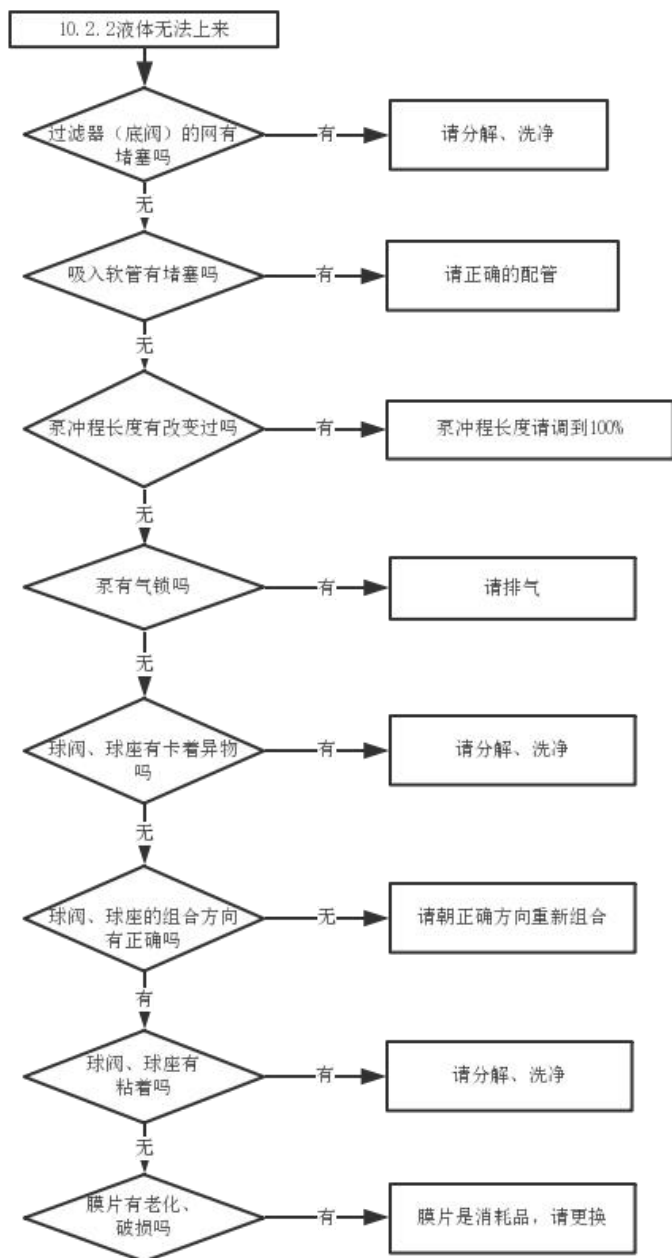 10.2.2液体无法上来
过滤器（底阀）的网有
堵塞吗
有
请分解、洗净
无
吸入软管有堵塞吗
有
请正确的配管
无
泵冲程长度有改变过吗
有
泵冲程长度请调到100%
无
泵有气锁吗
有
请排气
无
球阀、球座有卡着异物
吗
有
请分解、洗净
无
球阀、球座的组合方向
有正确吗
无
请朝正确方向重新组合
有
球阀、球座有
粘着吗
有
请分解、洗净
无
膜片有老化、
破损吗
有
膜片是消耗品，请更换